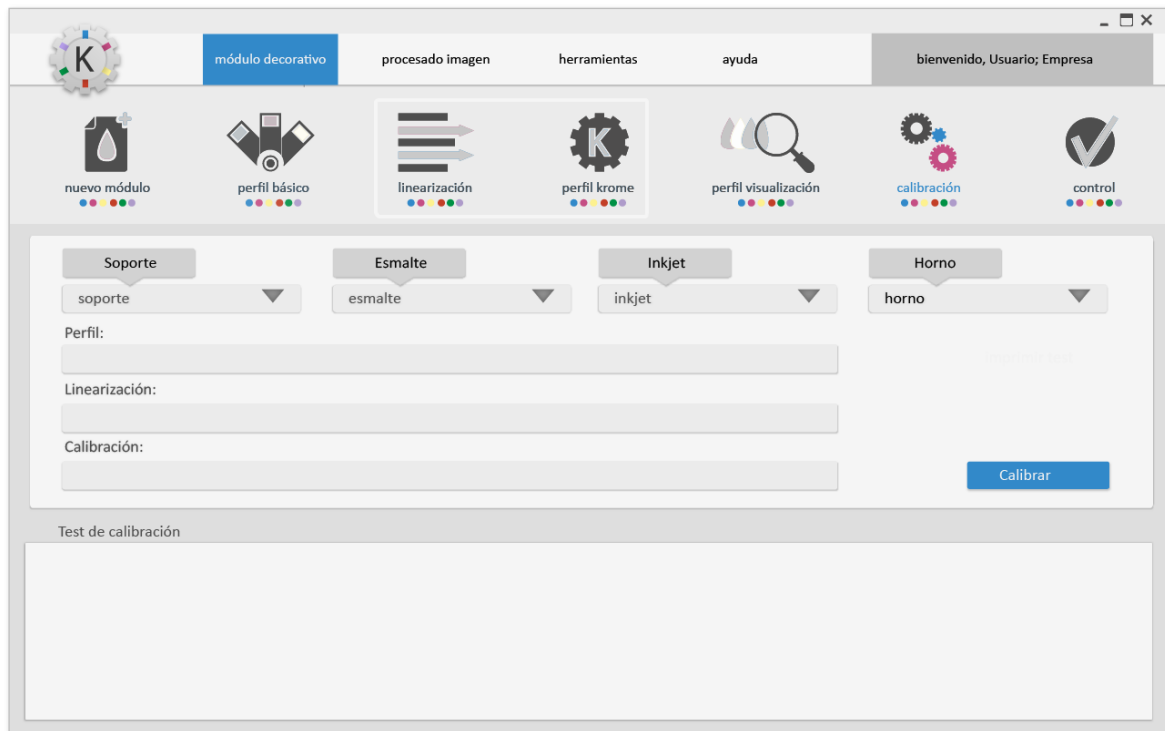 K
módulo decorativo
procesado imagen
herramientas
ayuda
bienvenido, Usuario; Empresa
nuevo módulo
perfil básico
linearización
K
perfil krome
perfil visualización
calibración
control
Soporte
Esmalte
Inkjet
Horno
soporte
esmalte
inkjet
horno
Perfil:
Linearización:
Calibración:
Calibrar
Test de calibración